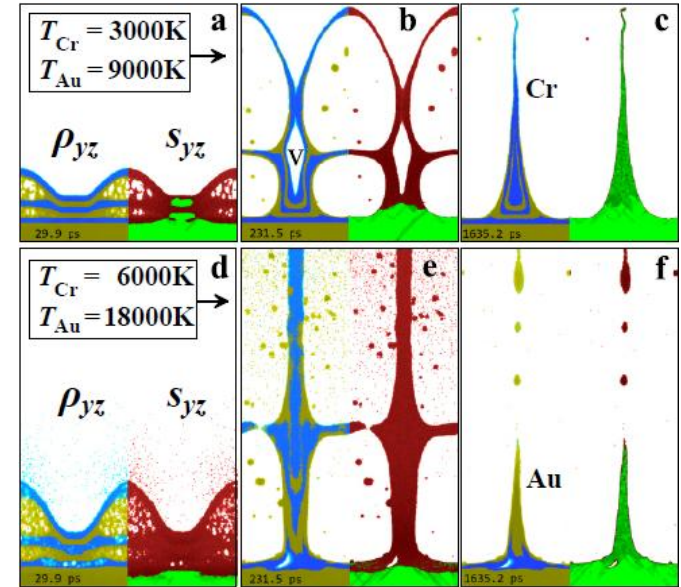 a
T_Cr = 3000K
T_Au = 9000K
ρ_yz
s_yz
29.9 ps
b
V
231.5 ps
c
Cr
1635.2 ps
d
T_Cr = 6000K
T_Au = 18000K
ρ_yz
s_yz
29.9 ps
e
231.5 ps
f
Au
1635.2 ps